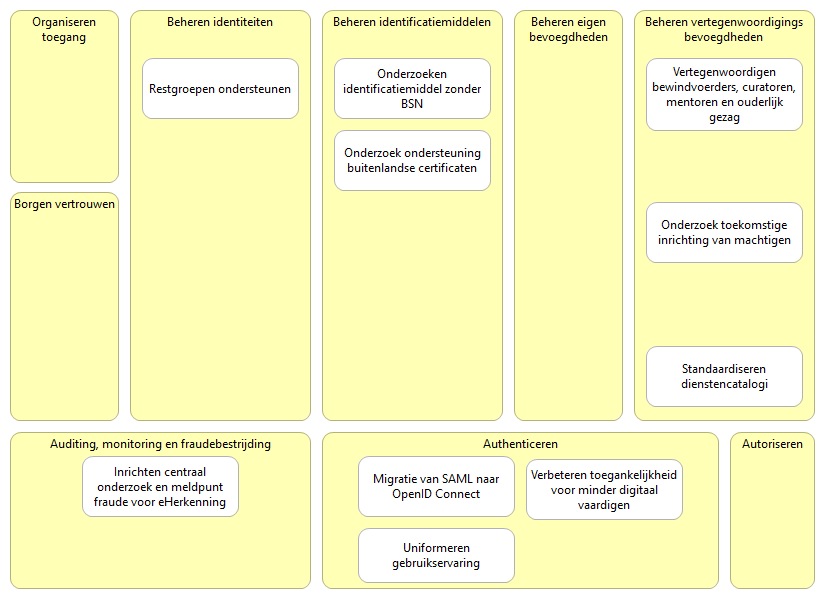 Organiseren
toegang
Beheren identiteiten
Restgroepen ondersteunen
Beheren identificatiemiddelen
Onderzoeken
identificatiemiddel zonder
BSN
Onderzoek ondersteuning
buitenlandse certificaten
Beheren eigen
bevoegdheden
Beheren vertegenwoordigings
bevoegdheden
Vertegenwoordigen
bewindvoerders, curatoren,
mentoren en ouderlijk
gezag
Onderzoek toekomstige
inrichting van machtigen
Standaardiseren
dienstencatalogi
Borgen vertrouwen
Auditing, monitoring en fraudebestrijding
Inrichten centraal
onderzoek en meldpunt
fraude voor eHerkenning
Authenticeren
Migratie van SAML naar
OpenID Connect
Verbeteren toegankelijkheid
voor minder digitaal
vaardigen
Uniformeren
gebruikservaring
Autoriseren